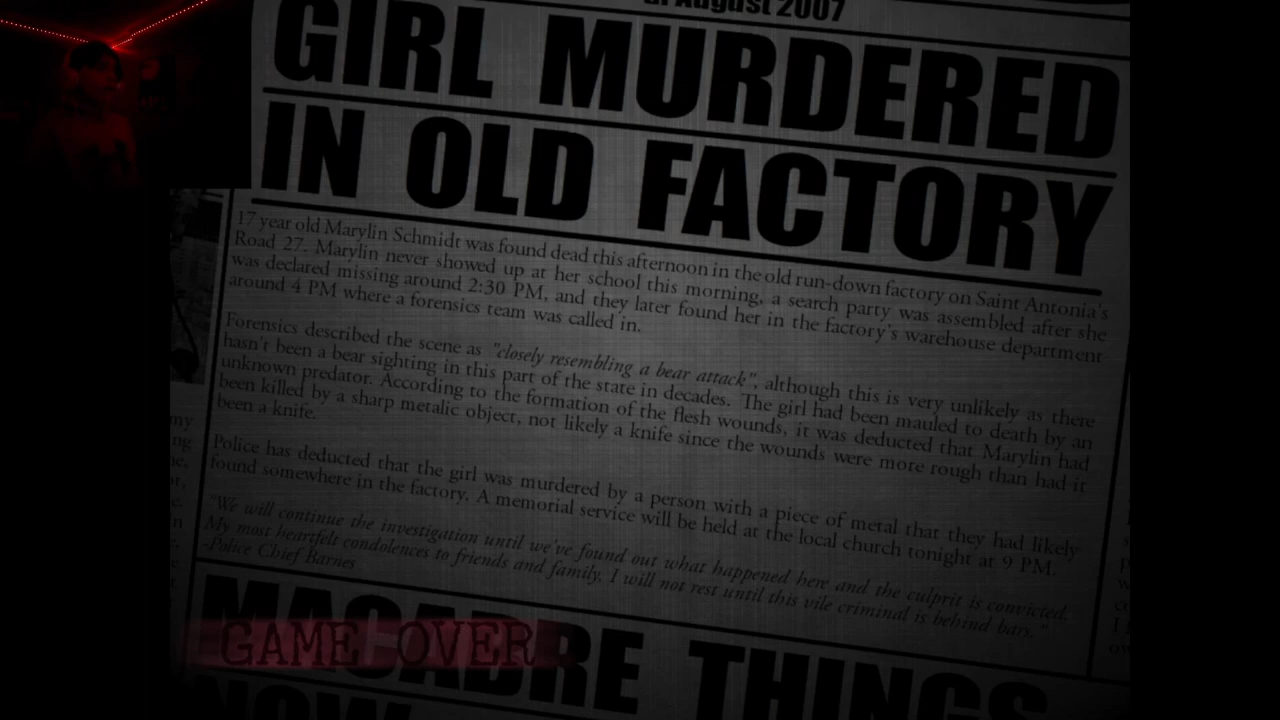 August 2007
GIRL MURDERED
IN OLD FACTORY
17 year old Marylin Schmidt was found dead this afternoon in the old run-down factory on Saint Antonia's
Road 27. Marylin never showed up at her school this morning, a search party was assembled after she
was declared missing around 2:30 PM, and they later found her in the factory's warehouse department
around 4 PM where a forensics team was called in.
Forensics described the scene as "closely resembling a bear attack", although this is very unlikely as there
hasn't been a bear sighting in this part of the state in decades. The girl had been mauled to death by an
unknown predator. According to the formation of the flesh wounds, it was deducted that Marylin had
been killed by a sharp metalic object, not likely a knife since the wounds were more rough than had it
been a knife.
Police has deducted that the girl was murdered by a person with a piece of metal that they had likely
found somewhere in the factory. A memorial service will be held at the local church tonight at 9 PM.
"We will continue the investigation until we've found out what happened here and the culprit is convicted.
My most heartfelt condolences to friends and family, I will not rest until this vile criminal is behind bars."
-Police Chief Barnes
MACABRE THINGS
GAME OVER
NOW